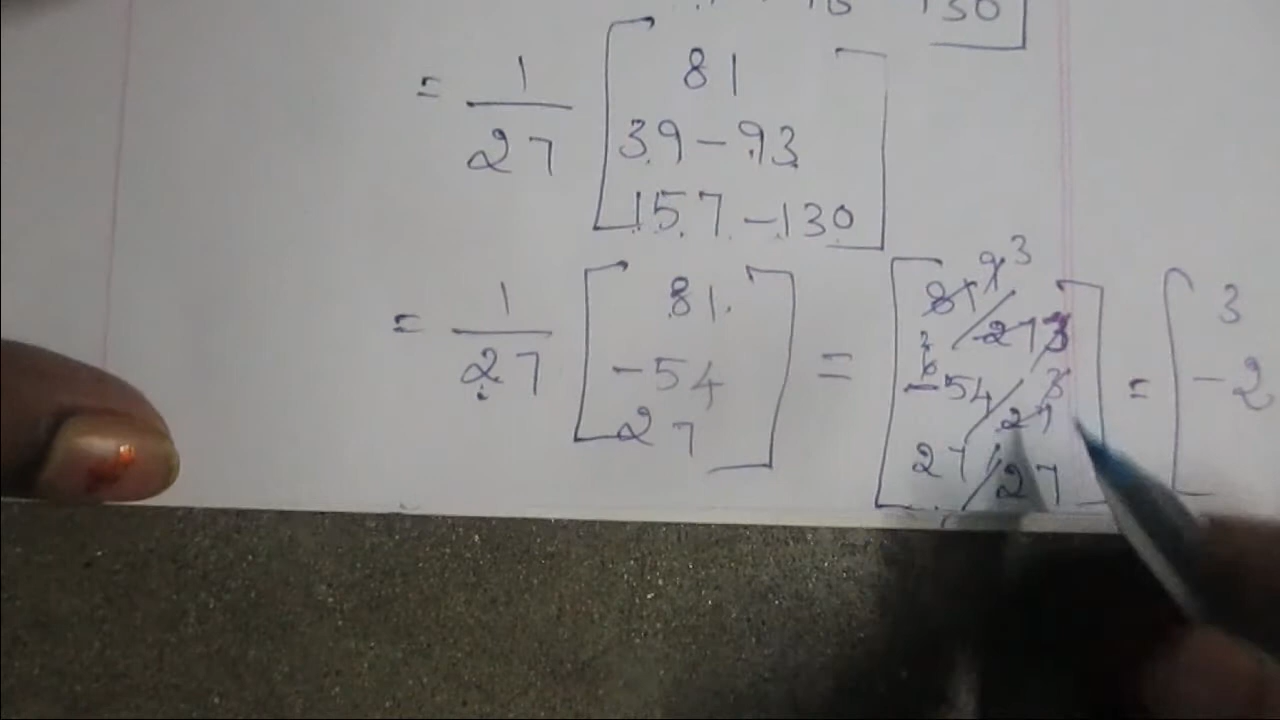 130
= 1/27 [ 81
39 - 93
157 - 130 ]
= 1/27 [ 81
-54
27 ] = [ 81/27
-54/27
27/27 ] = [ 3
-2